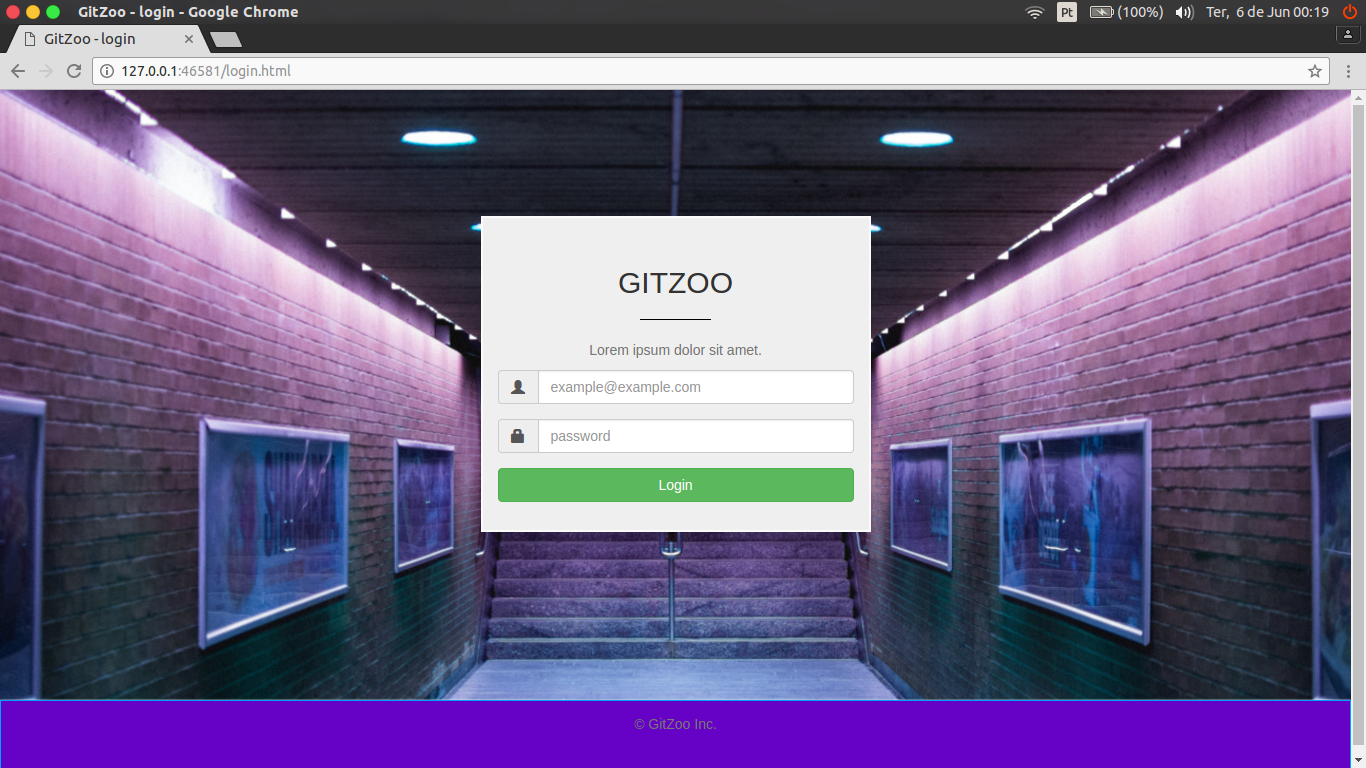 GitZoo - login - Google Chrome
Pt (100%) Ter, 6 de Jun 00:19
GitZoo - login
127.0.0.1:46581/login.html
GITZOO
Lorem ipsum dolor sit amet.
example@example.com
password
Login
© GitZoo Inc.